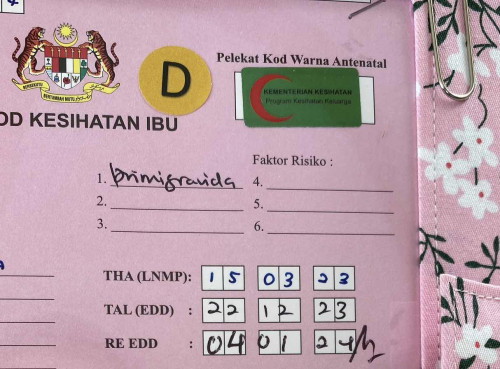 4
D
Pelekat Kod Warna Antenatal
KEMENTERIAN KESIHATAN
Program Kesihatan Keluarga
OD KESIHATAN IBU
Faktor Risiko :
1. primigravida 4.
2. 5.
3. 6.
THA (LNMP): 15 03 23
TAL (EDD) : 22 12 23
RE EDD : 04 01 24